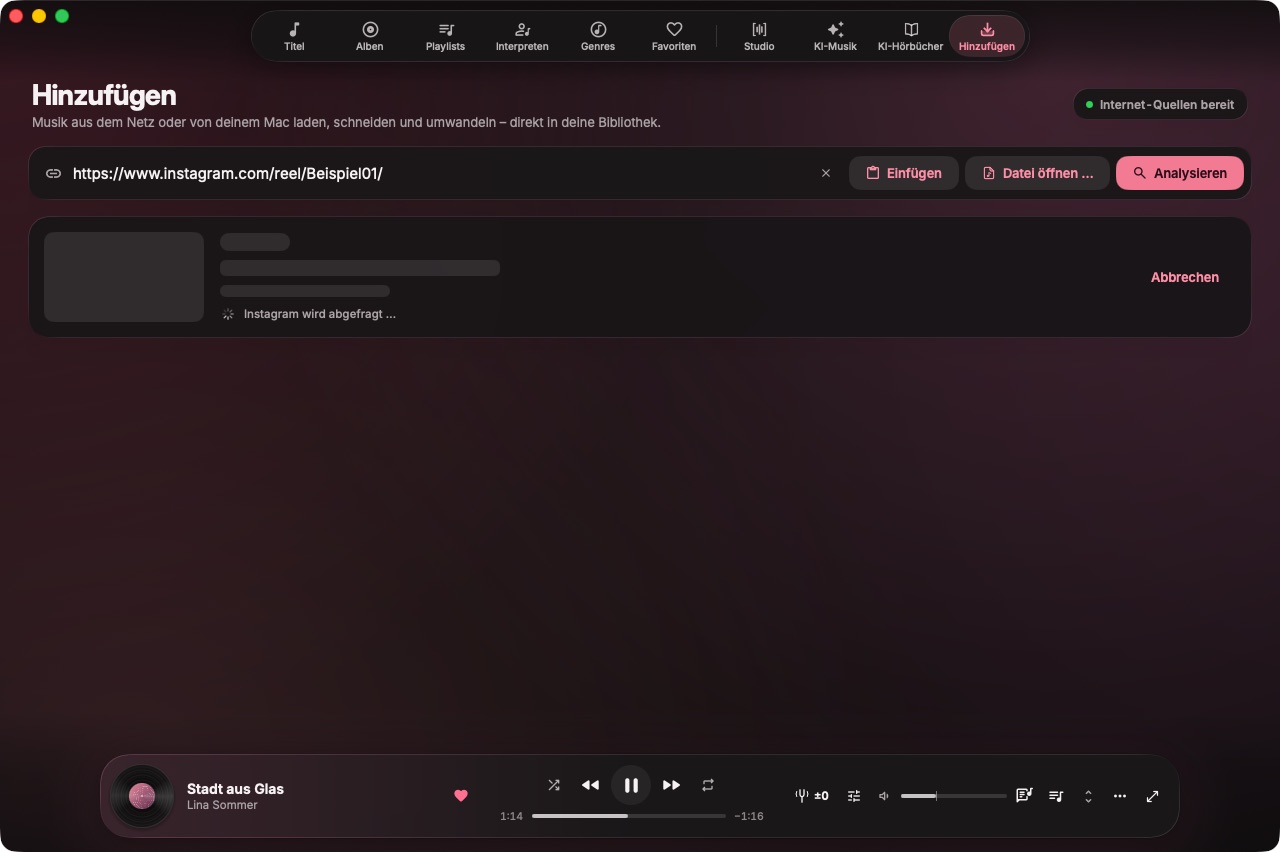 Titel
Alben
Playlists
Interpreten
Genres
Favoriten
Studio
KI-Musik
KI-Hörbücher
Hinzufügen
Hinzufügen
Musik aus dem Netz oder von deinem Mac laden, schneiden und umwandeln – direkt in deine Bibliothek.
Internet-Quellen bereit
https://www.instagram.com/reel/Beispiel01/
Einfügen
Datei öffnen ...
Analysieren
Instagram wird abgefragt ...
Abbrechen
Stadt aus Glas
Lina Sommer
1:14
−1:16
±0